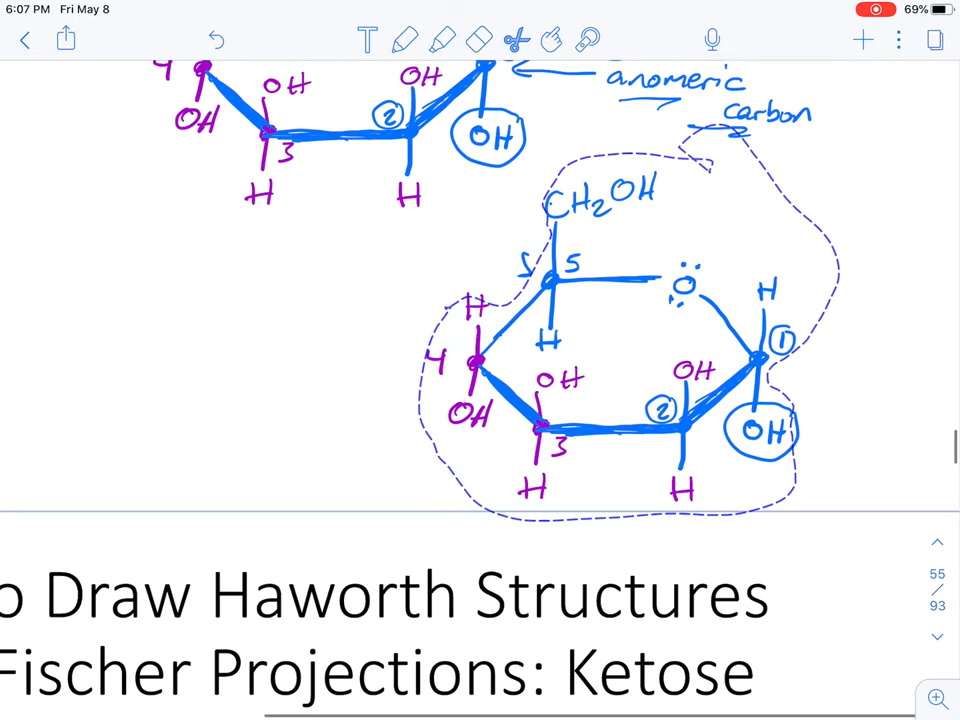 6:07 PM Fri May 8 69%
4 OH OH
anomeric
OH ② OH
carbon
3
H H
CH2OH
5 5
O
H
H
H ①
4 OH OH
OH ②
OH
3
H H
55
/
93
o Draw Haworth Structures
Fischer Projections: Ketose